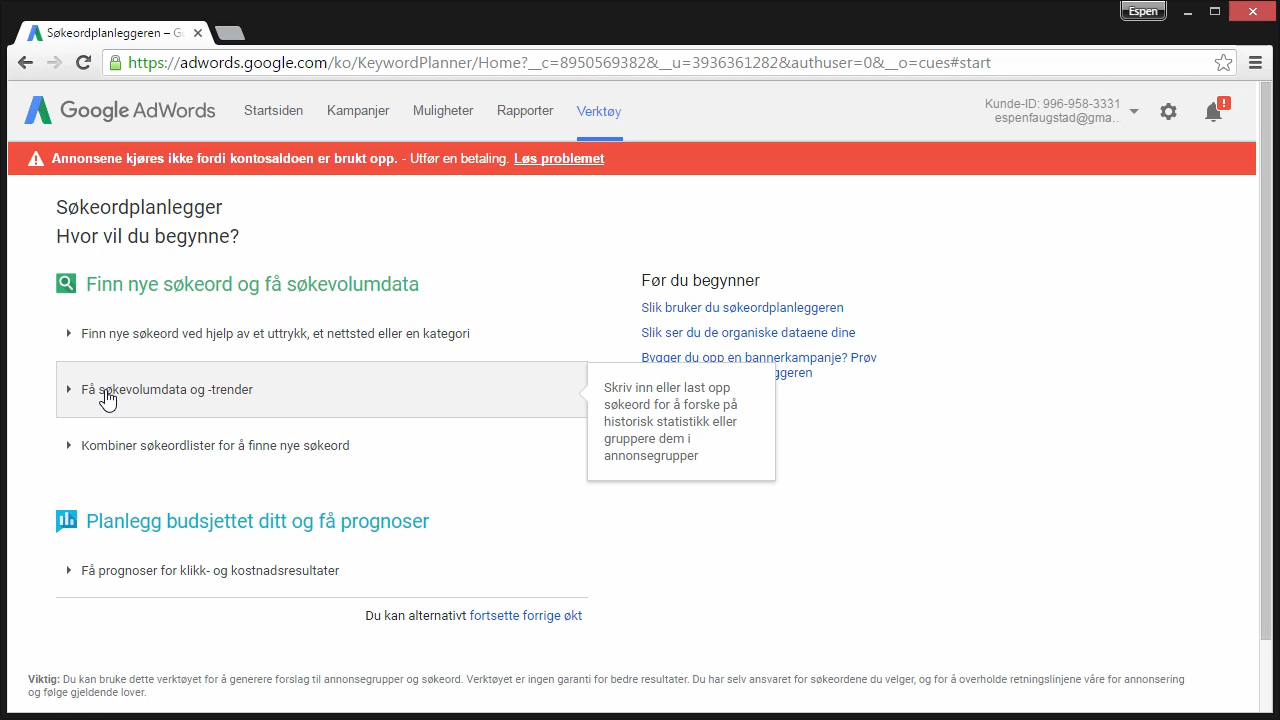 Espen
Søkeordplanleggeren – Go
https://adwords.google.com/ko/KeywordPlanner/Home?__c=8950569382&__u=3936361282&authuser=0&__o=cues#start
Google AdWords
Startsiden
Kampanjer
Muligheter
Rapporter
Verktøy
Kunde-ID: 996-958-3331
espenfaugstad@gma...
!
Annonsene kjøres ikke fordi kontosaldoen er brukt opp. - Utfør en betaling. Løs problemet
Søkeordplanlegger
Hvor vil du begynne?
Finn nye søkeord og få søkevolumdata
Finn nye søkeord ved hjelp av et uttrykk, et nettsted eller en kategori
Få søkevolumdata og -trender
Kombiner søkeordlister for å finne nye søkeord
Planlegg budsjettet ditt og få prognoser
Få prognoser for klikk- og kostnadsresultater
Du kan alternativt fortsette forrige økt
Før du begynner
Slik bruker du søkeordplanleggeren
Slik ser du de organiske dataene dine
Bygger du opp en bannerkampanje? Prøv
ggeren
Skriv inn eller last opp
søkeord for å forske på
historisk statistikk eller
gruppere dem i
annonsegrupper
Viktig: Du kan bruke dette verktøyet for å generere forslag til annonsegrupper og søkeord. Verktøyet er ingen garanti for bedre resultater. Du har selv ansvaret for søkeordene du velger, og for å overholde retningslinjene våre for annonsering
og følge gjeldende lover.